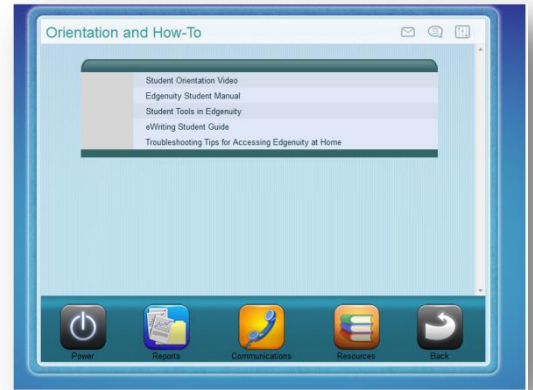 Orientation and How-To
Student Orientation Video
Edgenuity Student Manual
Student Tools in Edgenuity
eWriting Student Guide
Troubleshooting Tips for Accessing Edgenuity at Home
Power Reports Communications Resources Back